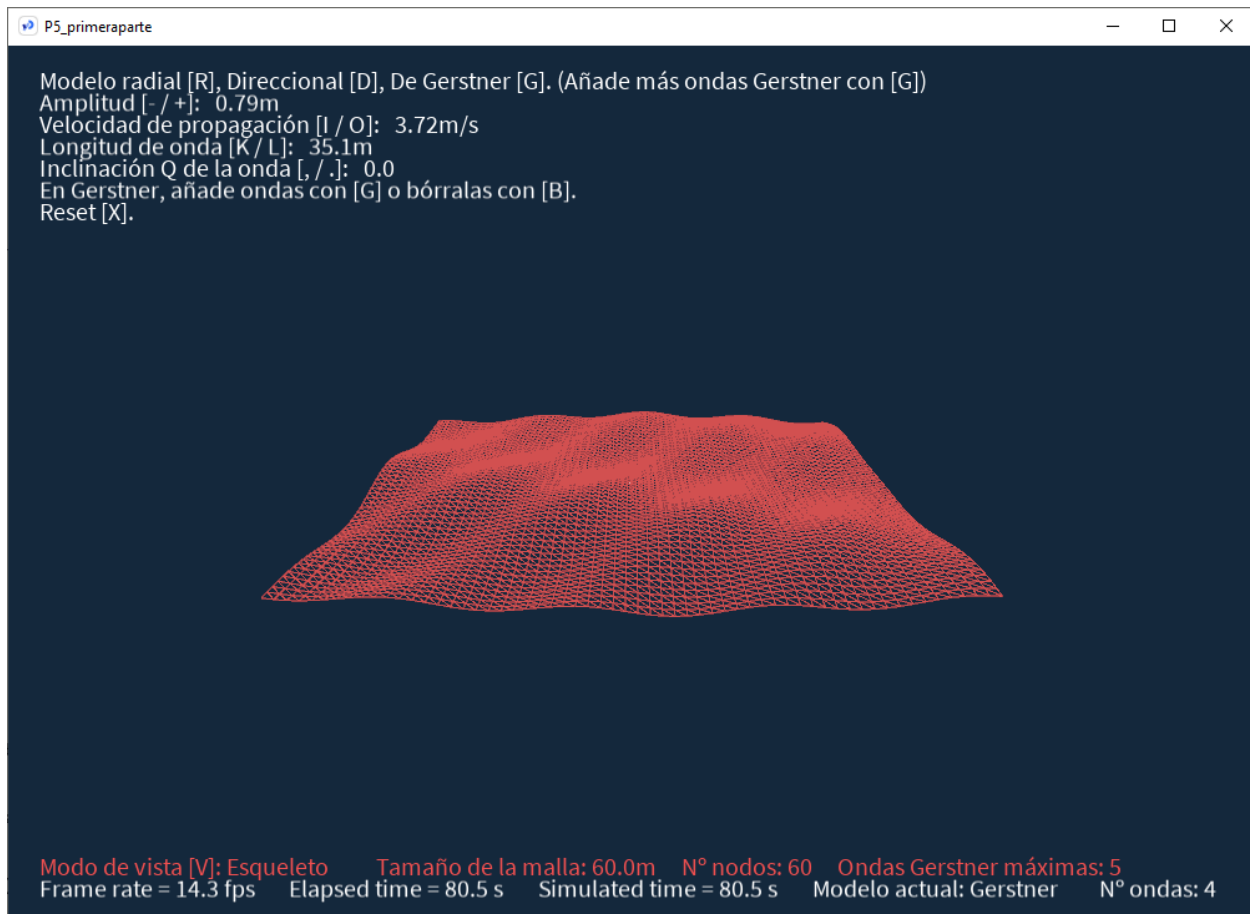 P5_primeraparte
Modelo radial [R], Direccional [D], De Gerstner [G]. (Añade más ondas Gerstner con [G])
Amplitud [- / +]: 0.79m
Velocidad de propagación [I / O]: 3.72m/s
Longitud de onda [K / L]: 35.1m
Inclinación Q de la onda [, / .]: 0.0
En Gerstner, añade ondas con [G] o bórralas con [B].
Reset [X].
Modo de vista [V]: Esqueleto Tamaño de la malla: 60.0m Nº nodos: 60 Ondas Gerstner máximas: 5
Frame rate = 14.3 fps Elapsed time = 80.5 s Simulated time = 80.5 s Modelo actual: Gerstner Nº ondas: 4